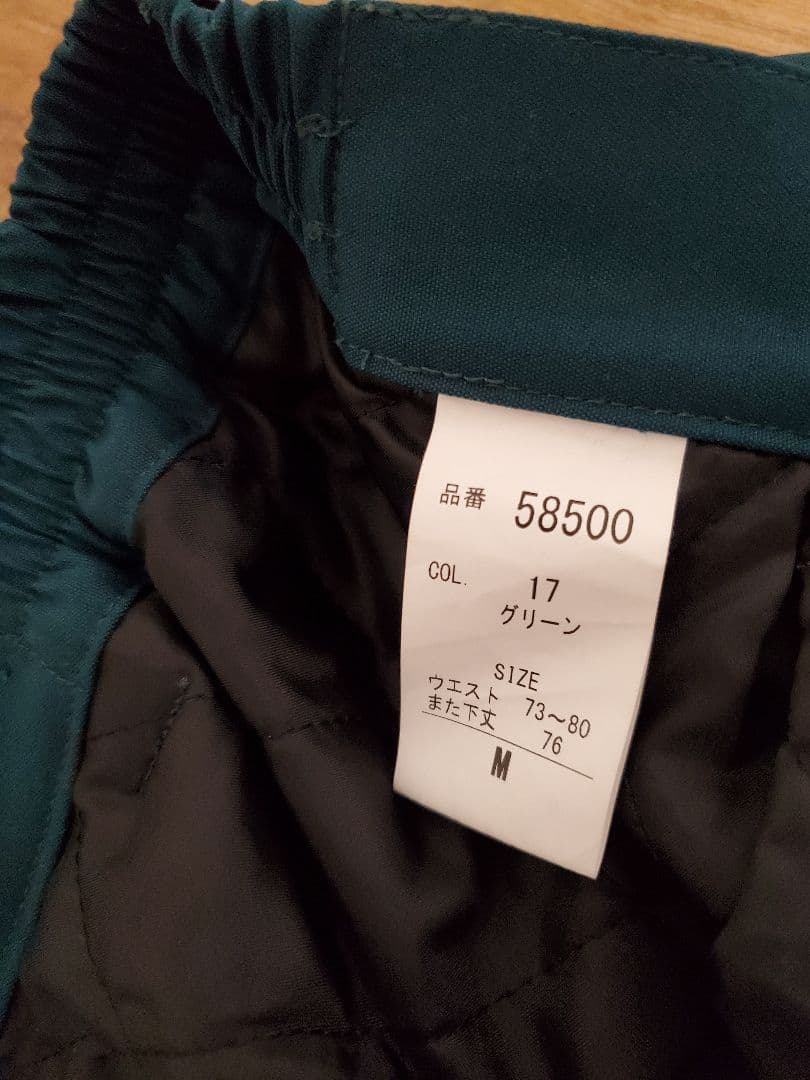 品番 58500
COL. 17
グリーン
SIZE
ウエスト 73～80
また下丈 76
M